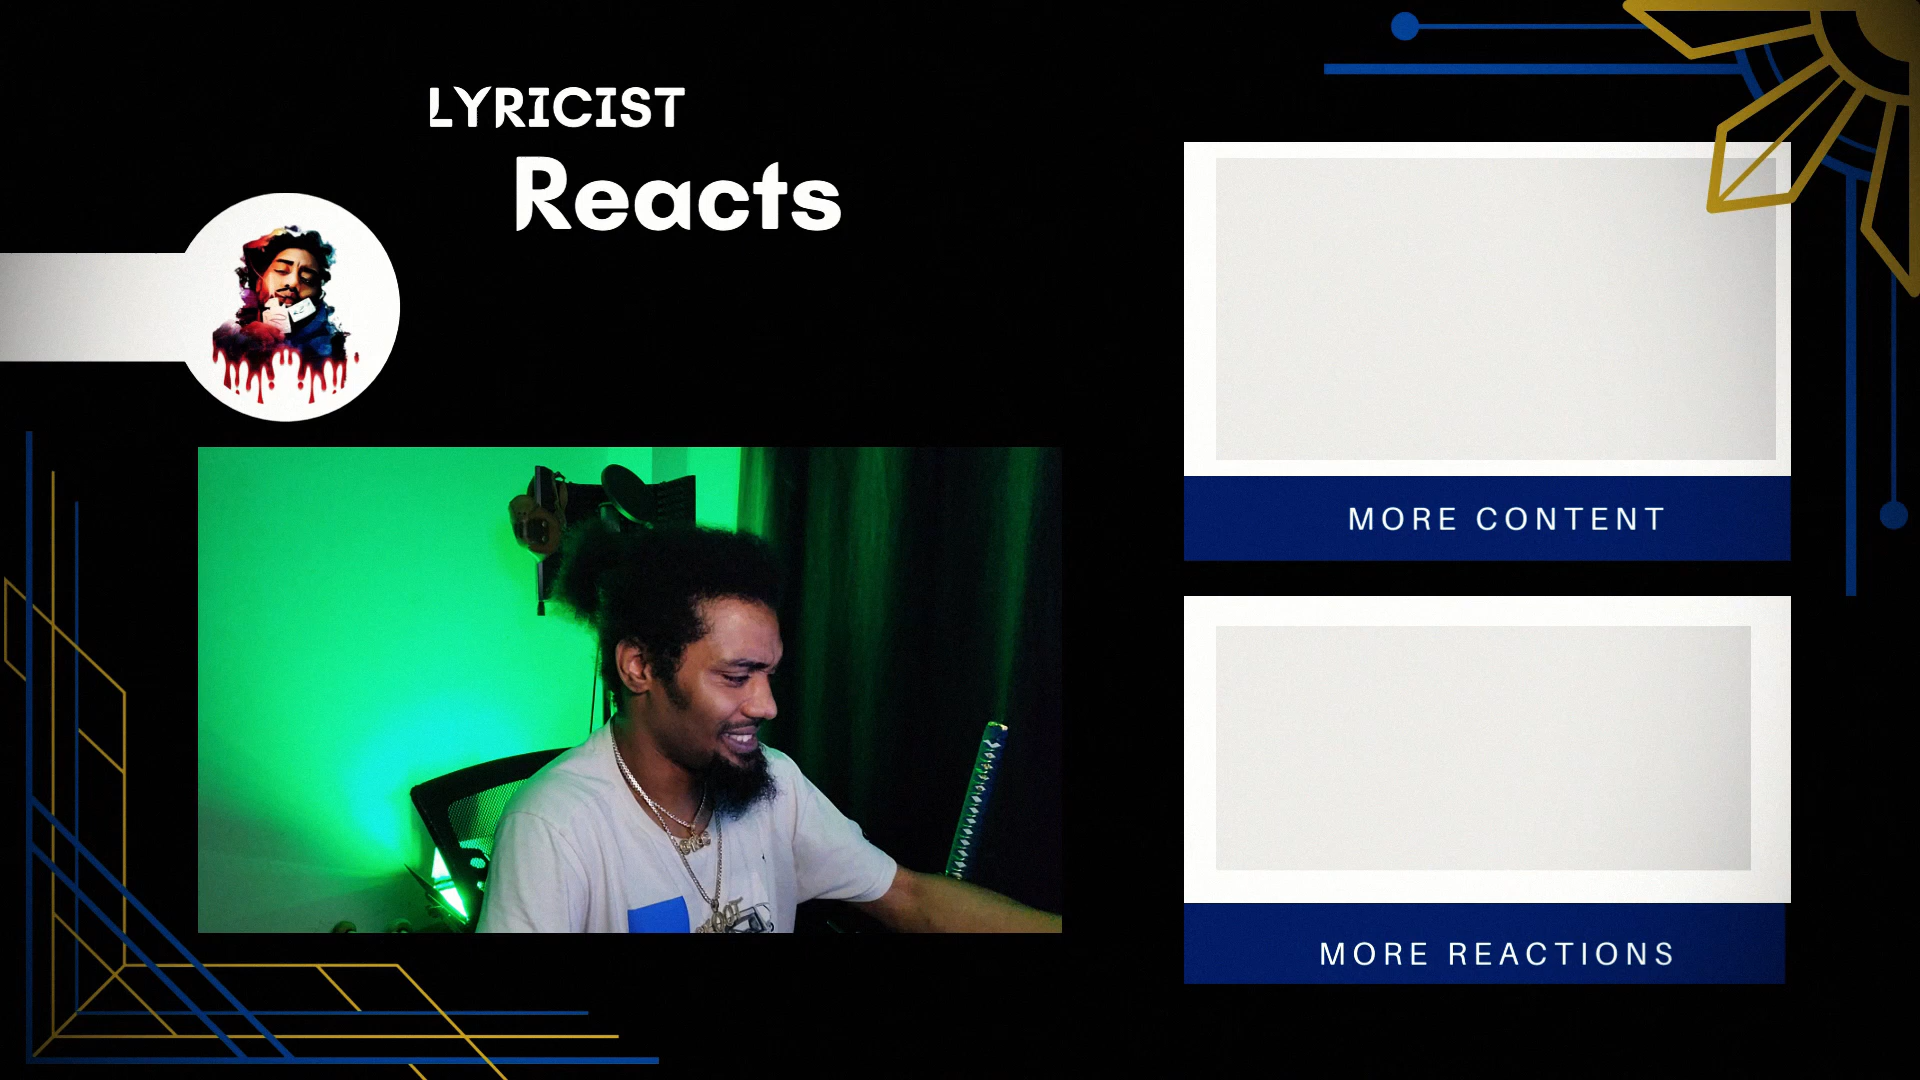 LYRICIST
Reacts
MORE CONTENT
MORE REACTIONS